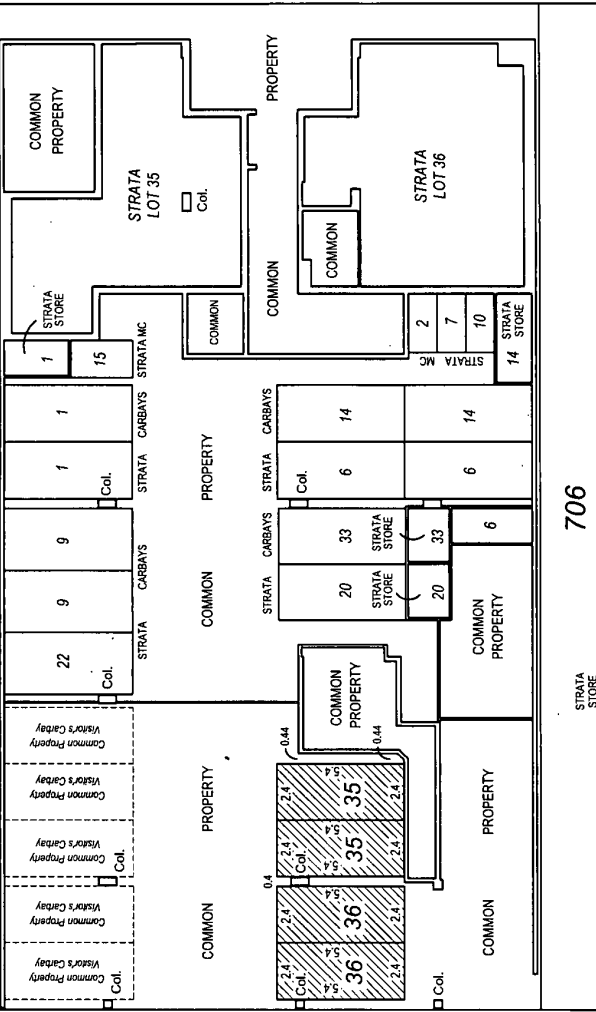 COMMON
PROPERTY
STRATA
LOT 35
Col.
PROPERTY
STRATA
LOT 36
COMMON
COMMON
COMMON
STRATA
STORE
1
15
STRATA MC
2
7
10
STRATA MC
14
STRATA
STORE
1
1
Col.
STRATA
CARBAYS
PROPERTY
COMMON
STRATA
CARBAYS
14
6
Col.
14
6
9
9
22
Col.
STRATA
CARBAYS
STRATA
CARBAYS
33
20
STRATA
STORE
33
STRATA
STORE
20
6
COMMON
PROPERTY
COMMON
PROPERTY
0.44
0.44
Common Property
Visitor's Carbay
Common Property
Visitor's Carbay
Common Property
Visitor's Carbay
Col.
Common Property
Visitor's Carbay
Common Property
Visitor's Carbay
Col.
PROPERTY
COMMON
2.4
5.4
35
5.4
2.4
2.4
5.4
35
2.4
Col.
0.4
2.4
5.4
36
5.4
2.4
2.4
36
5.4
2.4
Col.
Col.
PROPERTY
COMMON
706
STRATA
STORE